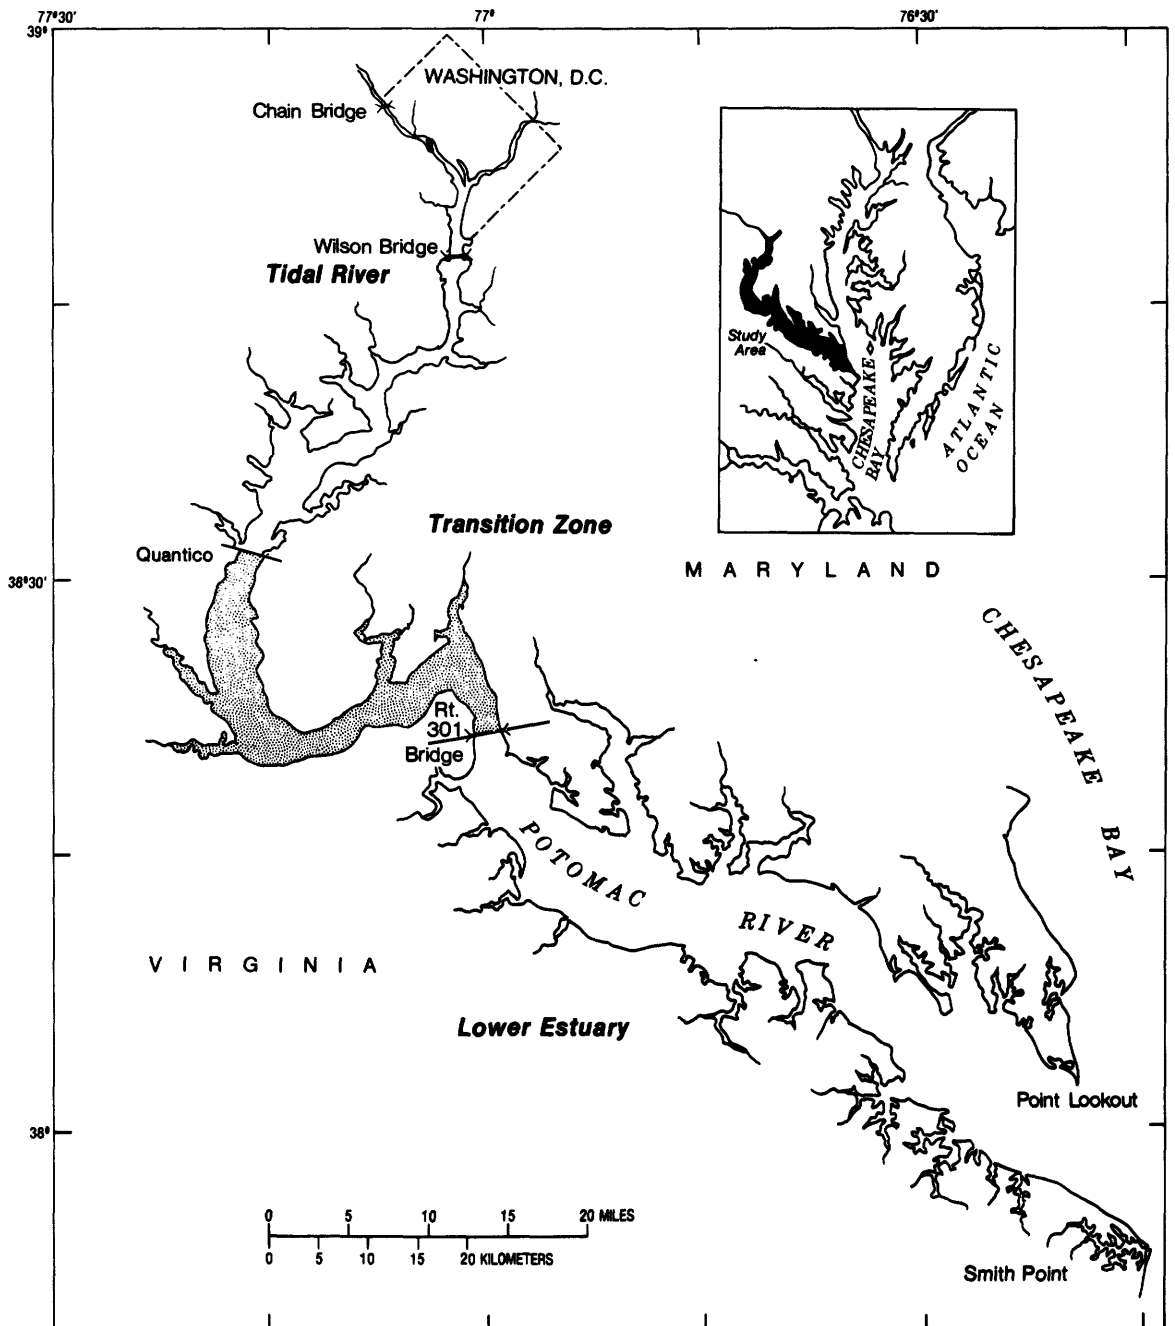 77°30'
77°
76°30'
39°
WASHINGTON, D.C.
Chain Bridge
Wilson Bridge
Tidal River
Study
Area
CHESAPEAKE
BAY
ATLANTIC
OCEAN
Transition Zone
Quantico
38°30'
MARYLAND
CHESAPEAKE BAY
Rt.
301
Bridge
POTOMAC
RIVER
VIRGINIA
Lower Estuary
Point Lookout
38°
0 5 10 15 20 MILES
0 5 10 15 20 KILOMETERS
Smith Point